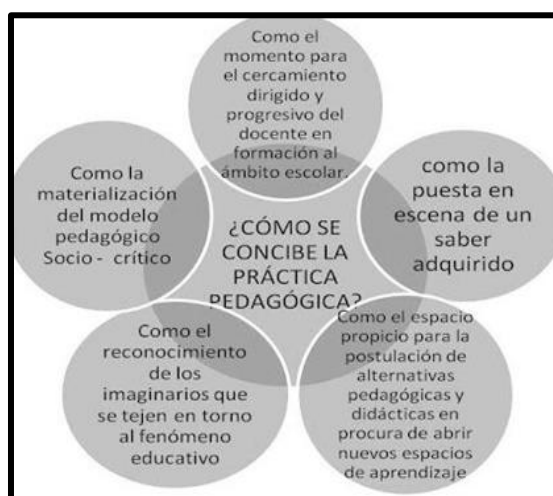 Como el
momento para
el cercamiento
dirigido y
progresivo del
docente en
formación al
ámbito escolar.
como la
puesta en
escena de un
saber
adquirido
Como el espacio
propicio para la
postulación de
alternativas
pedagógicas y
didácticas en
procura de abrir
nuevos espacios
de aprendizaje
Como el
reconocimiento
de los
imaginarios que
se tejen en torno
al fenómeno
educativo
Como la
materialización
del modelo
pedagógico
Socio - crítico
¿CÓMO SE
CONCIBE LA
PRÁCTICA
PEDAGÓGICA?